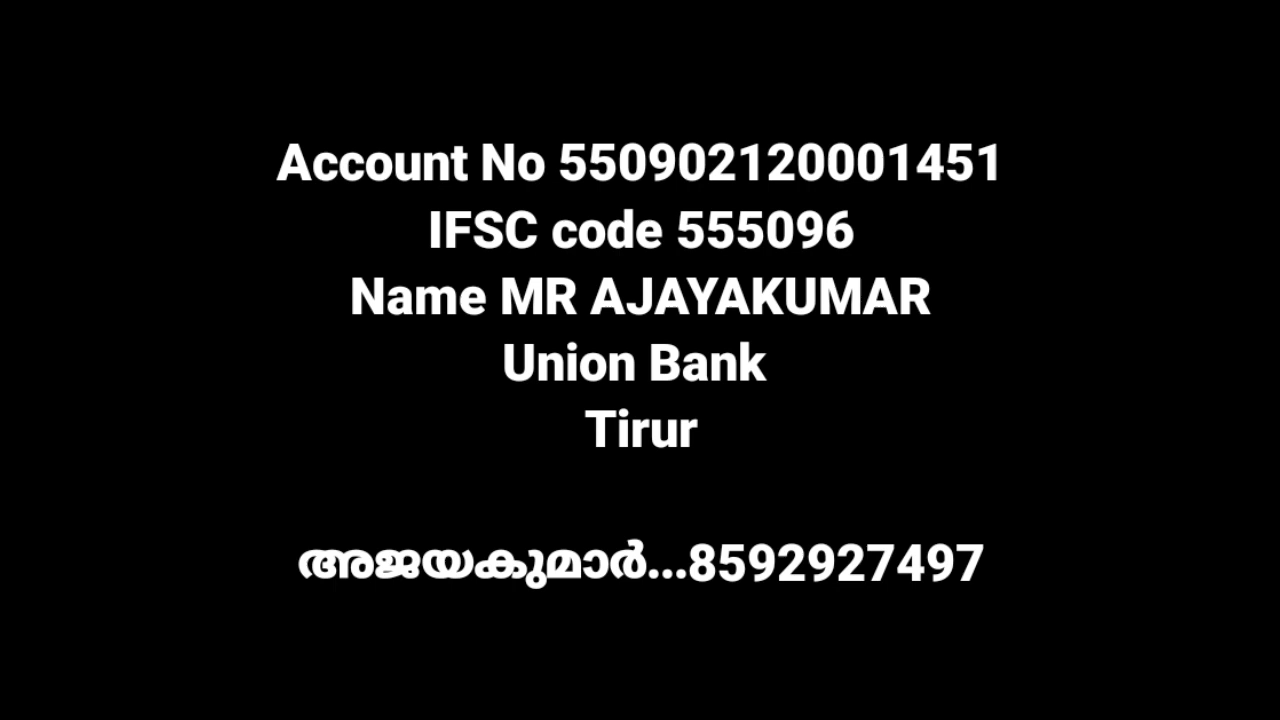 Account No 550902120001451
IFSC code 555096
Name MR AJAYAKUMAR
Union Bank
Tirur
അജയകുമാർ...8592927497